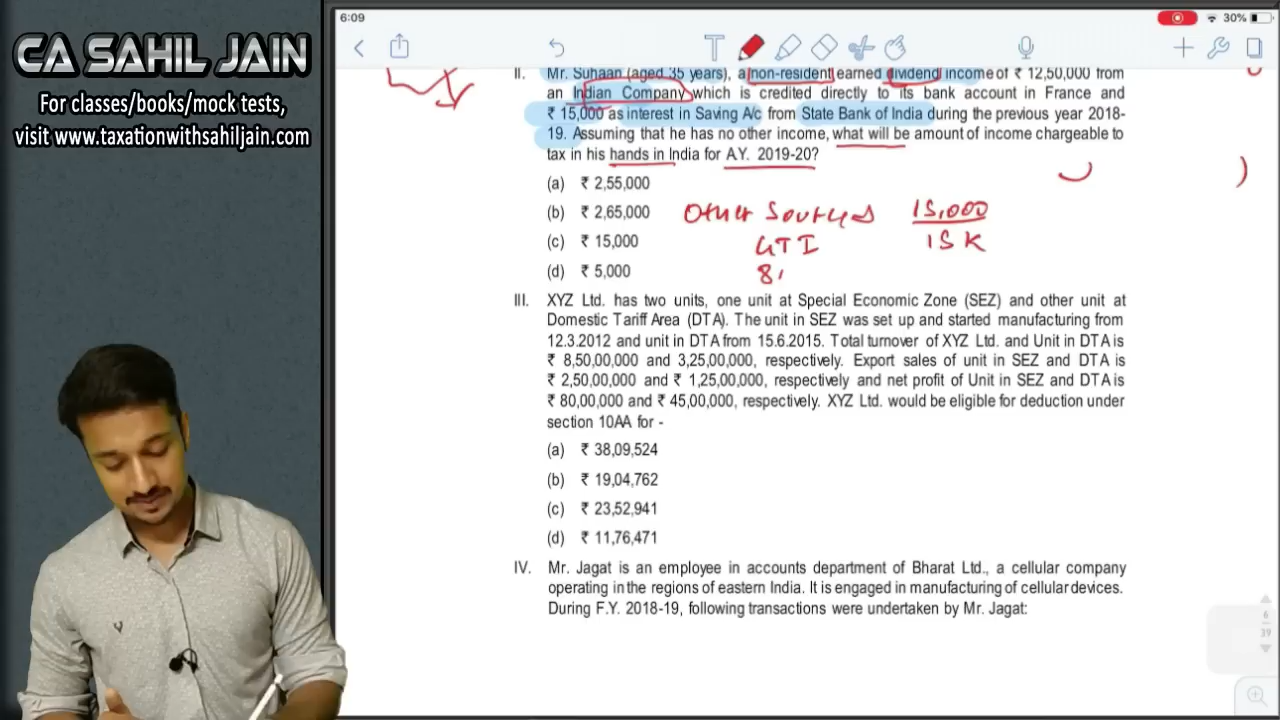 6:09
30%
CA SAHIL JAIN
For classes/books/mock tests,
visit www.taxationwithsahiljain.com
T
II. Mr. Suhaan (aged 35 years), a non-resident earned dividend income of ₹ 12,50,000 from
an Indian Company which is credited directly to its bank account in France and
₹ 15,000 as interest in Saving A/c from State Bank of India during the previous year 2018-
19. Assuming that he has no other income, what will be amount of income chargeable to
tax in his hands in India for A.Y. 2019-20?
(a) ₹ 2,55,000
(b) ₹ 2,65,000 Other Sources 15,000
(c) ₹ 15,000 GTI 15 K
(d) ₹ 5,000 8
III. XYZ Ltd. has two units, one unit at Special Economic Zone (SEZ) and other unit at
Domestic Tariff Area (DTA). The unit in SEZ was set up and started manufacturing from
12.3.2012 and unit in DTA from 15.6.2015. Total turnover of XYZ Ltd. and Unit in DTA is
₹ 8,50,00,000 and 3,25,00,000, respectively. Export sales of unit in SEZ and DTA is
₹ 2,50,00,000 and ₹ 1,25,00,000, respectively and net profit of Unit in SEZ and DTA is
₹ 80,00,000 and ₹ 45,00,000, respectively. XYZ Ltd. would be eligible for deduction under
section 10AA for -
(a) ₹ 38,09,524
(b) ₹ 19,04,762
(c) ₹ 23,52,941
(d) ₹ 11,76,471
IV. Mr. Jagat is an employee in accounts department of Bharat Ltd., a cellular company
operating in the regions of eastern India. It is engaged in manufacturing of cellular devices.
During F.Y. 2018-19, following transactions were undertaken by Mr. Jagat:
6
39